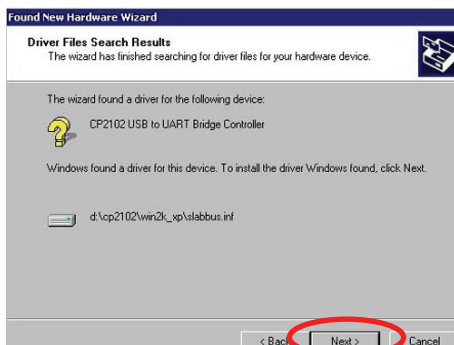 Found New Hardware Wizard
Driver Files Search Results
The wizard has finished searching for driver files for your hardware device.
The wizard found a driver for the following device:
CP2102 USB to UART Bridge Controller
Windows found a driver for this device. To install the driver Windows found, click Next.
d:\cp2102\win2k_xp\slabbus.inf
< Back Next > Cancel